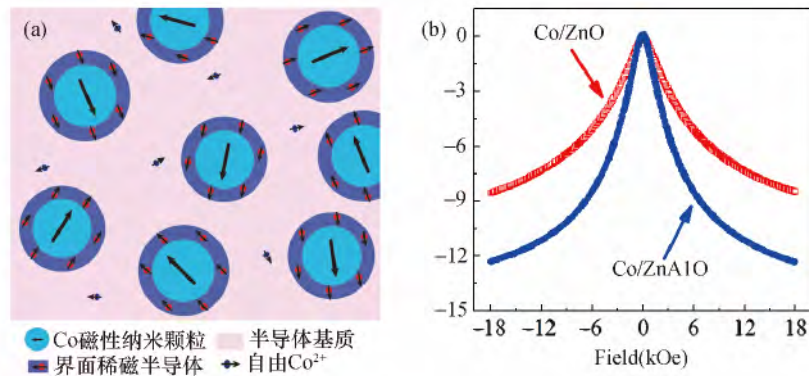 (a)
Co磁性纳米颗粒
半导体基质
界面稀磁半导体
自由Co²⁺
(b)
0
−3
−6
−9
−12
−15
Co/ZnO
Co/ZnA1O
−18 −12 −6 0 6 12 18
Field(kOe)